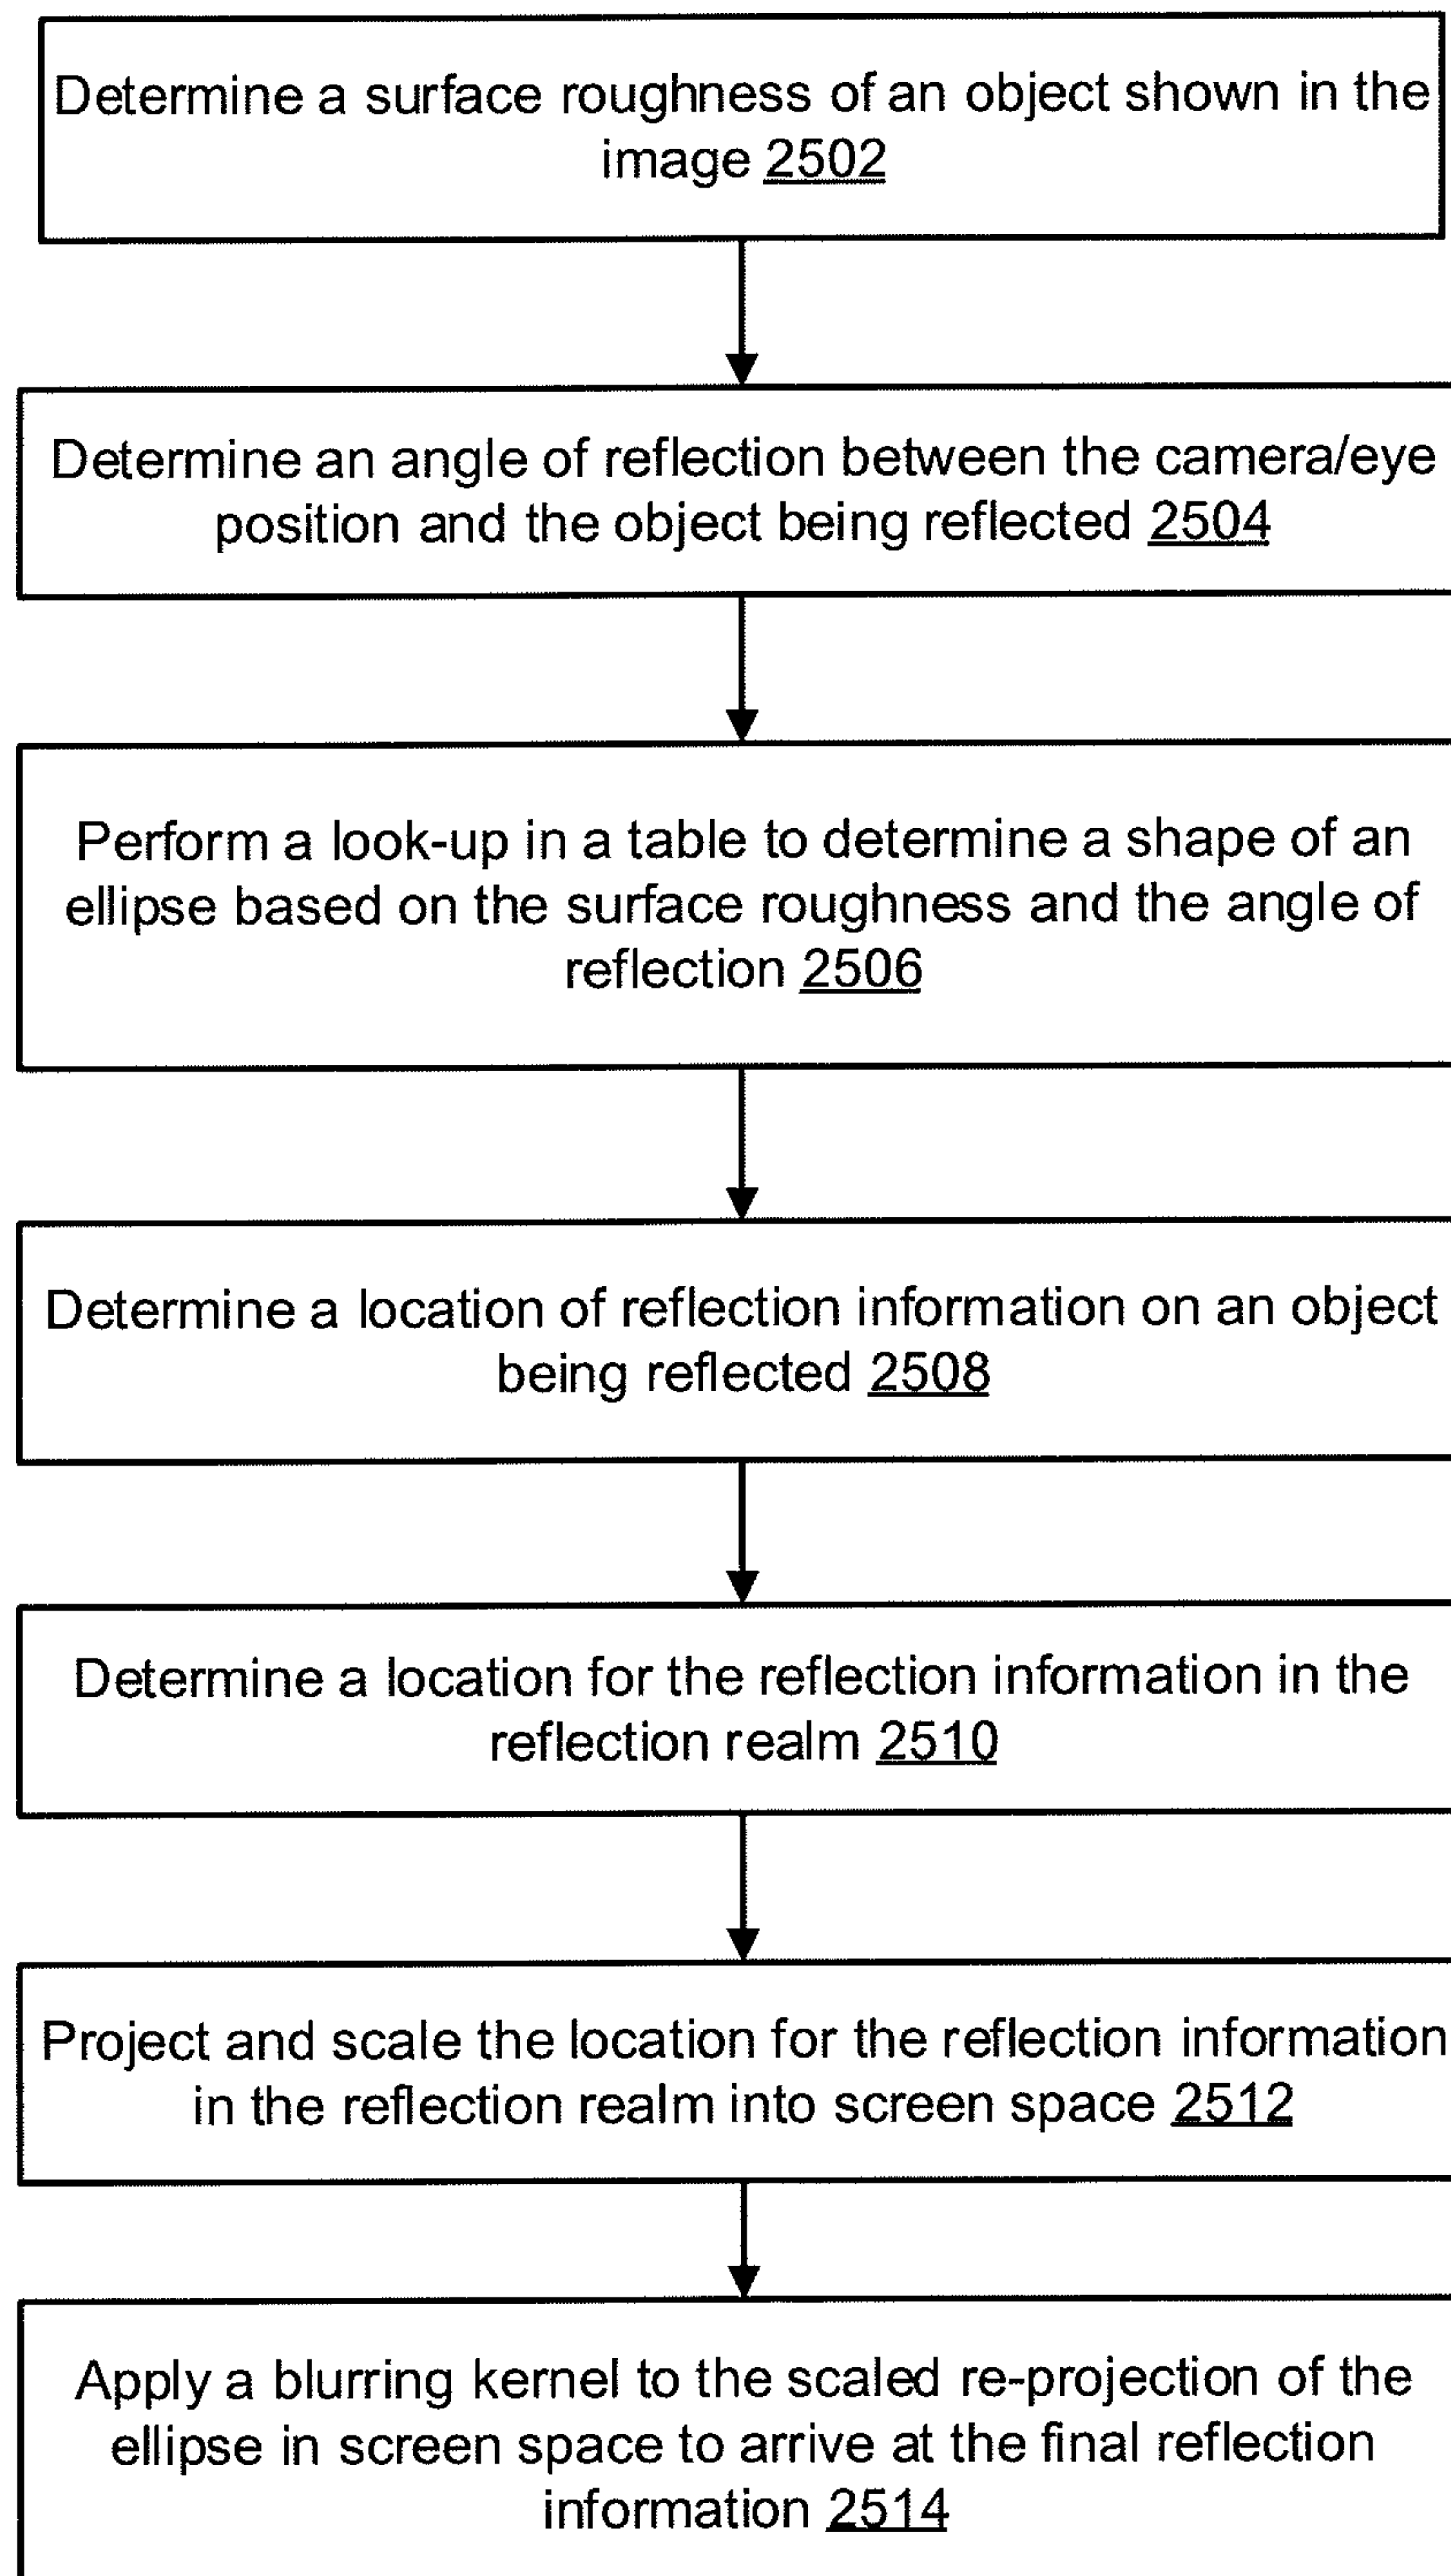 Determine a surface roughness of an object shown in the
image 2502
Determine an angle of reflection between the camera/eye
position and the object being reflected 2504
Perform a look-up in a table to determine a shape of an
ellipse based on the surface roughness and the angle of
reflection 2506
Determine a location of reflection information on an object
being reflected 2508
Determine a location for the reflection information in the
reflection realm 2510
Project and scale the location for the reflection information
in the reflection realm into screen space 2512
Apply a blurring kernel to the scaled re-projection of the
ellipse in screen space to arrive at the final reflection
information 2514